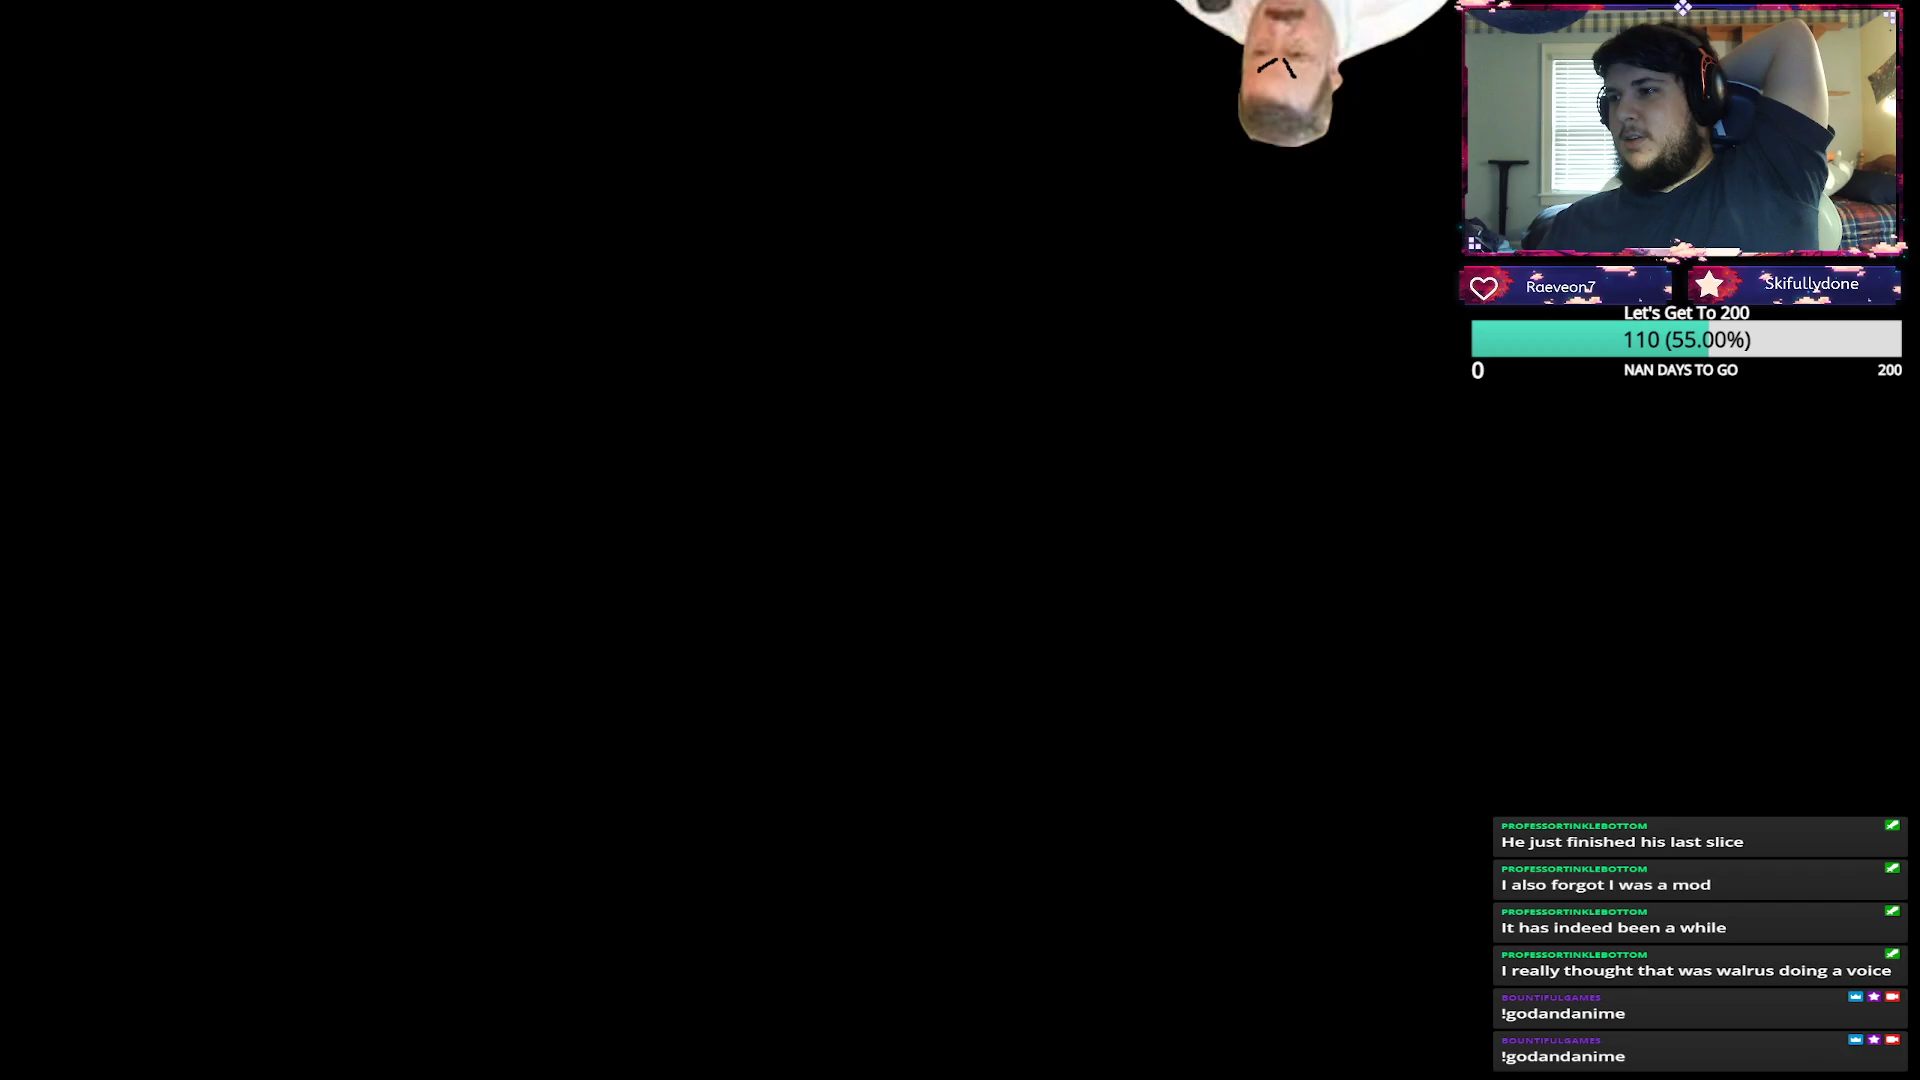 Raeveon7
Skifullydone
Let's Get To 200
110 (55.00%)
0
NAN DAYS TO GO
200
PROFESSORTINKLEBOTTOM
He just finished his last slice
PROFESSORTINKLEBOTTOM
I also forgot I was a mod
PROFESSORTINKLEBOTTOM
It has indeed been a while
PROFESSORTINKLEBOTTOM
I really thought that was walrus doing a voice
BOUNTIFULGAMES
!godandanime
BOUNTIFULGAMES
!godandanime